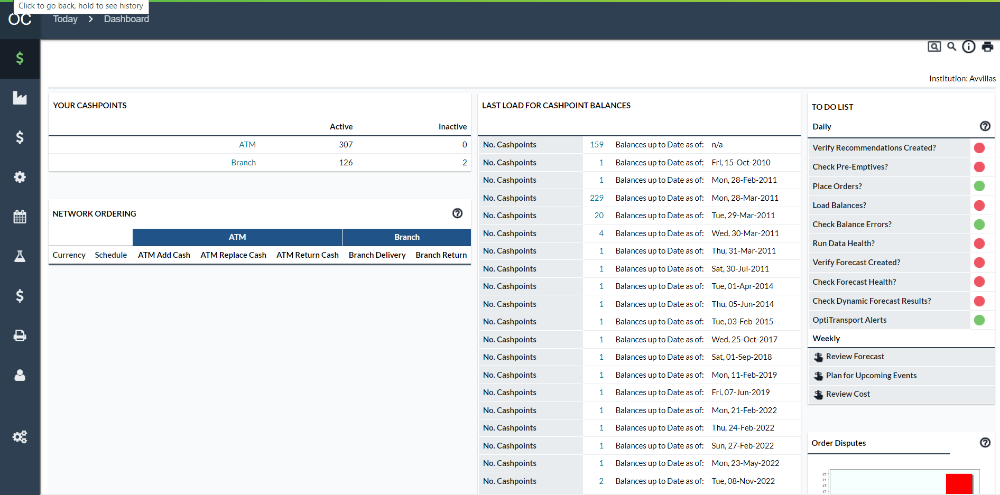 Click to go back, hold to see history
OC
Today > Dashboard
Institution: Avvillas
YOUR CASHPOINTS
Active Inactive
ATM 307 0
Branch 126 2
NETWORK ORDERING
ATM Branch
Currency Schedule ATM Add Cash ATM Replace Cash ATM Return Cash Branch Delivery Branch Return
LAST LOAD FOR CASHPOINT BALANCES
No. Cashpoints 159 Balances up to Date as of: n/a
No. Cashpoints 1 Balances up to Date as of: Fri, 15-Oct-2010
No. Cashpoints 1 Balances up to Date as of: Mon, 28-Feb-2011
No. Cashpoints 229 Balances up to Date as of: Mon, 28-Mar-2011
No. Cashpoints 20 Balances up to Date as of: Tue, 29-Mar-2011
No. Cashpoints 4 Balances up to Date as of: Wed, 30-Mar-2011
No. Cashpoints 1 Balances up to Date as of: Thu, 31-Mar-2011
No. Cashpoints 1 Balances up to Date as of: Sat, 30-Jul-2011
No. Cashpoints 1 Balances up to Date as of: Tue, 01-Apr-2014
No. Cashpoints 1 Balances up to Date as of: Thu, 05-Jun-2014
No. Cashpoints 1 Balances up to Date as of: Tue, 03-Feb-2015
No. Cashpoints 1 Balances up to Date as of: Wed, 25-Oct-2017
No. Cashpoints 1 Balances up to Date as of: Sat, 01-Sep-2018
No. Cashpoints 1 Balances up to Date as of: Mon, 11-Feb-2019
No. Cashpoints 1 Balances up to Date as of: Fri, 07-Jun-2019
No. Cashpoints 1 Balances up to Date as of: Mon, 21-Feb-2022
No. Cashpoints 1 Balances up to Date as of: Thu, 24-Feb-2022
No. Cashpoints 1 Balances up to Date as of: Sun, 27-Feb-2022
No. Cashpoints 1 Balances up to Date as of: Mon, 23-May-2022
No. Cashpoints 2 Balances up to Date as of: Tue, 08-Nov-2022
TO DO LIST
Daily
Verify Recommendations Created?
Check Pre-Emptives?
Place Orders?
Load Balances?
Check Balance Errors?
Run Data Health?
Verify Forecast Created?
Check Forecast Health?
Check Dynamic Forecast Results?
OptiTransport Alerts
Weekly
Review Forecast
Plan for Upcoming Events
Review Cost
Order Disputes
15
14
13
12